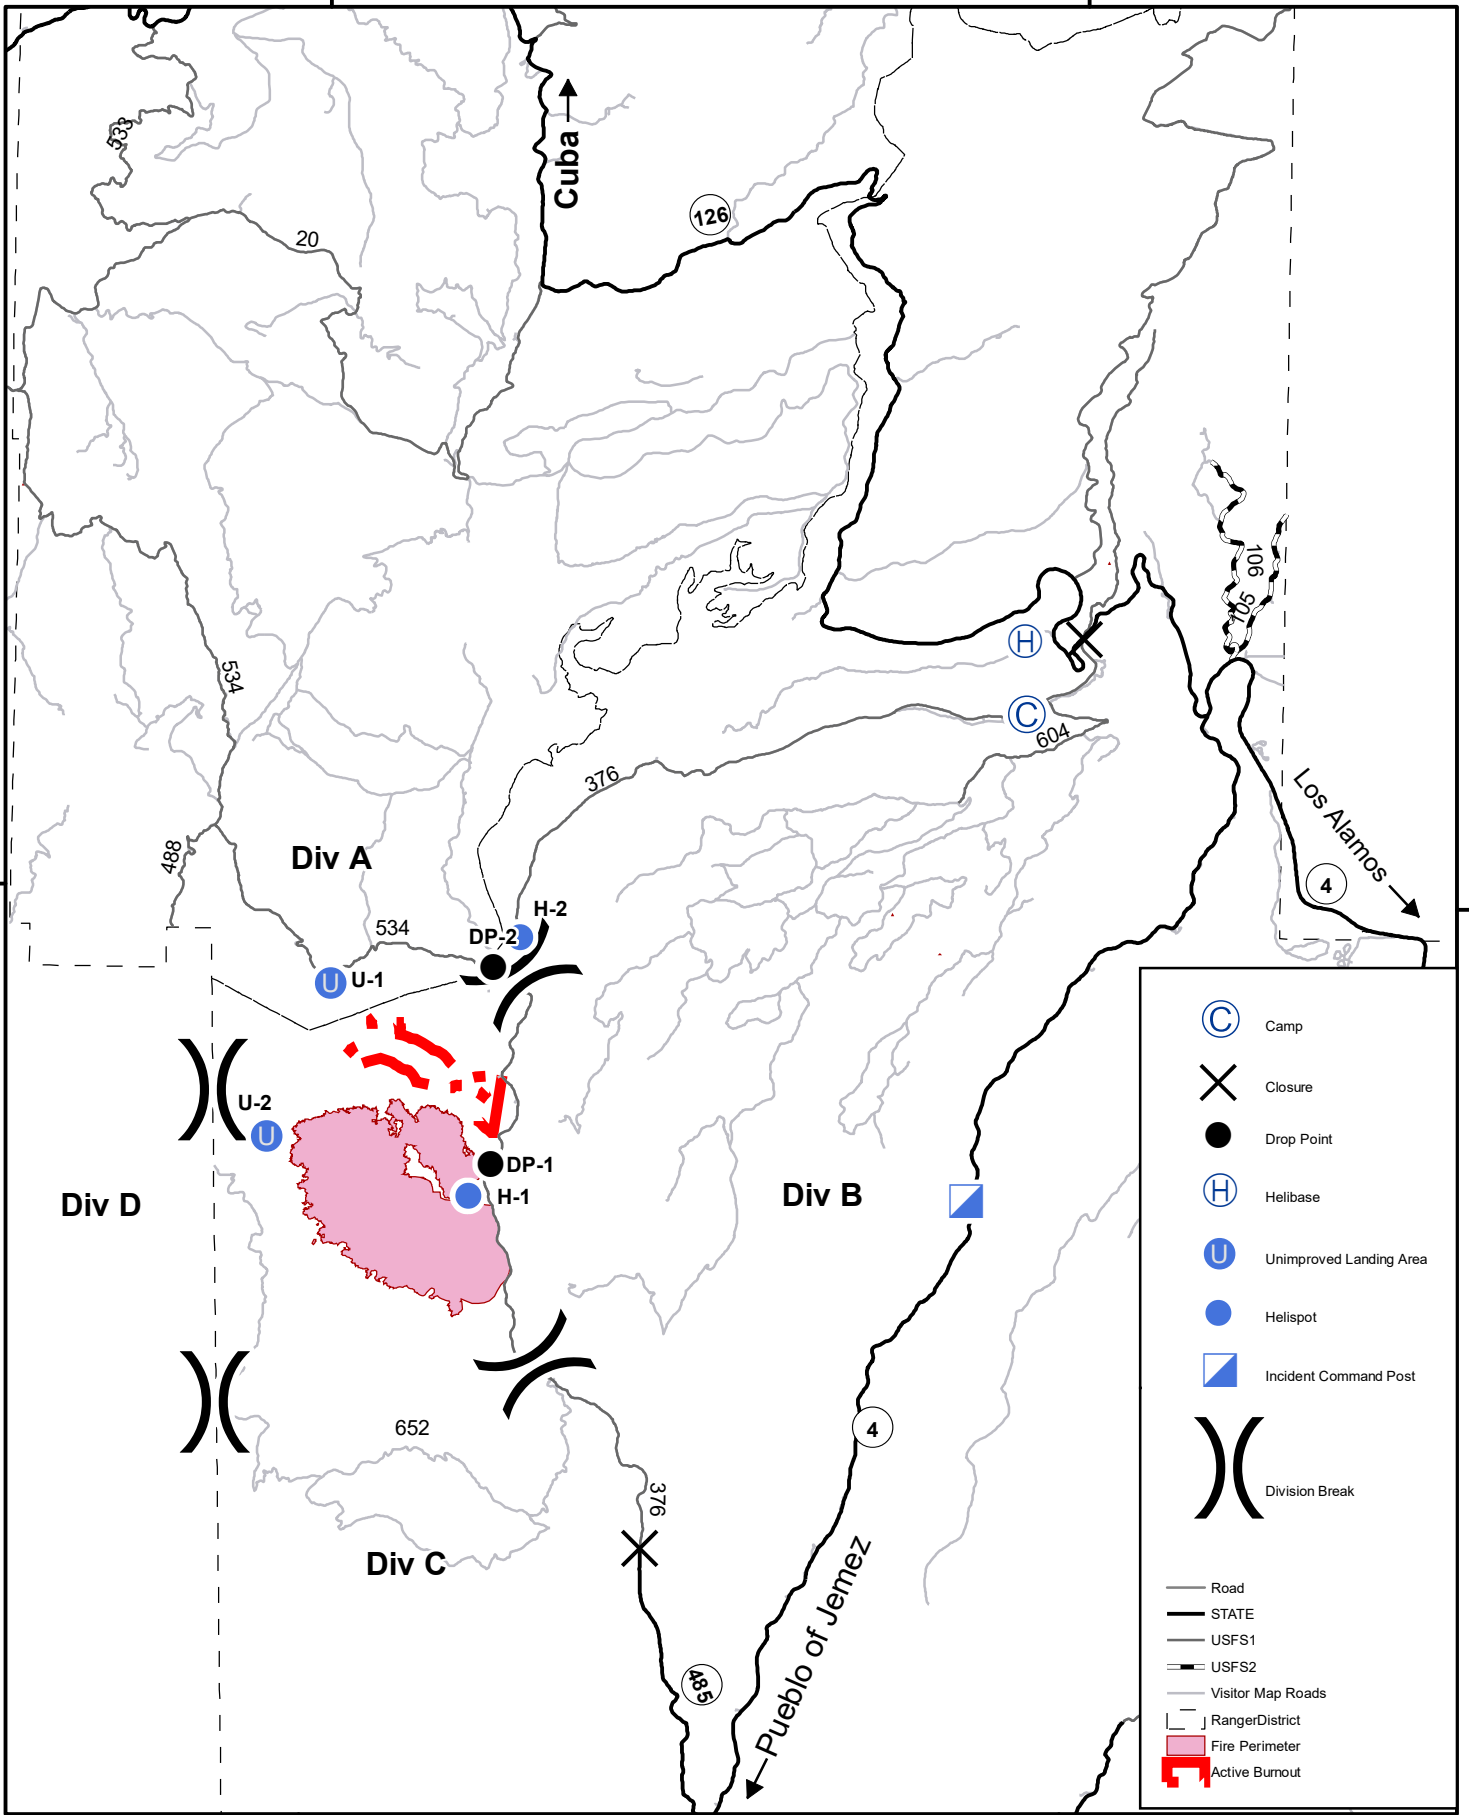 533
Cuba
126
20
106
105
H
534
C
604
376
Los Alamos
488
Div A
4
H-2
534
DP-2
U
U-1
C
Camp
Closure
U-2
U
Drop Point
DP-1
Div D
Div B
H-1
H
Helibase
U
Unimproved Landing Area
Helispot
Incident Command Post
652
4
376
Division Break
Div C
Pueblo of Jemez
Road
STATE
USFS1
USFS2
485
Visitor Map Roads
RangerDistrict
Fire Perimeter
Active Burnout